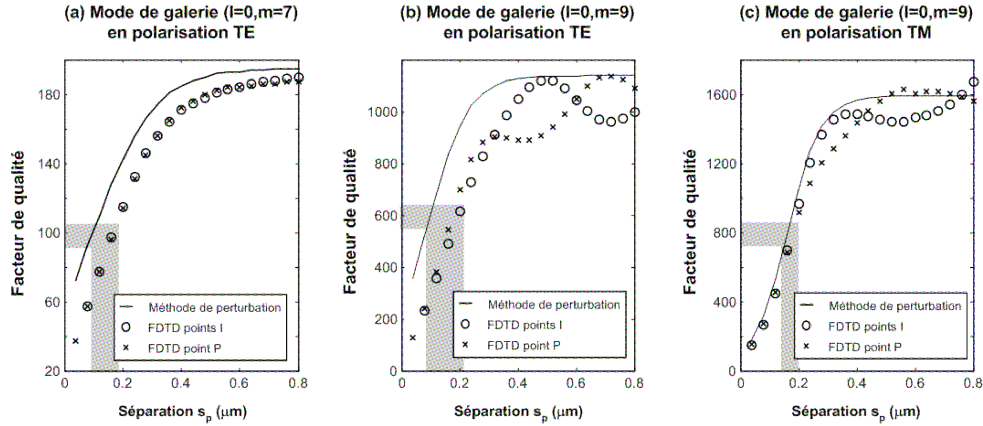 (a) Mode de galerie (l=0,m=7)
en polarisation TE
Facteur de qualité
180
140
100
60
20
Méthode de perturbation
FDTD points I
FDTD point P
0 0.2 0.4 0.6 0.8
Séparation sp (μm)
(b) Mode de galerie (l=0,m=9)
en polarisation TE
Facteur de qualité
1000
800
600
400
200
0
Méthode de perturbation
FDTD points I
FDTD point P
0 0.2 0.4 0.6 0.8
Séparation sp (μm)
(c) Mode de galerie (l=0,m=9)
en polarisation TM
Facteur de qualité
1600
1200
800
400
0
Méthode de perturbation
FDTD points I
FDTD point P
0 0.2 0.4 0.6 0.8
Séparation sp (μm)